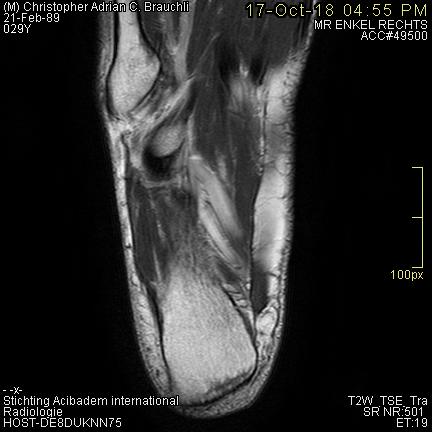 (M) Christopher Adrian C. Brauchli
21-Feb-89
029Y
17-Oct-18 04:55 PM
MR ENKEL RECHTS
ACC#49500
100px
--x-
Stichting Acibadem international
Radiologie
HOST-DE8DUKNN75
T2W_TSE_Tra
SR NR:501
ET:19